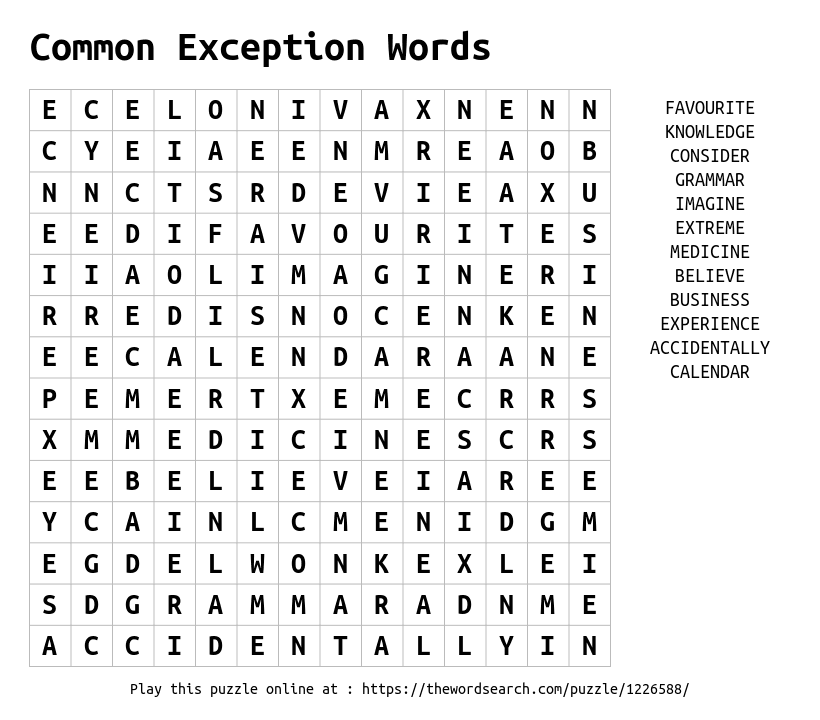 Common Exception Words
E C E L O N I V A X N E N N
C Y E I A E E N M R E A O B
N N C T S R D E V I E A X U
E E D I F A V O U R I T E S
I I A O L I M A G I N E R I
R R E D I S N O C E N K E N
E E C A L E N D A R A A N E
P E M E R T X E M E C R R S
X M M E D I C I N E S C R S
E E B E L I E V E I A R E E
Y C A I N L C M E N I D G M
E G D E L W O N K E X L E I
S D G R A M M A R A D N M E
A C C I D E N T A L L Y I N
FAVOURITE
KNOWLEDGE
CONSIDER
GRAMMAR
IMAGINE
EXTREME
MEDICINE
BELIEVE
BUSINESS
EXPERIENCE
ACCIDENTALLY
CALENDAR
Play this puzzle online at : https://thewordsearch.com/puzzle/1226588/